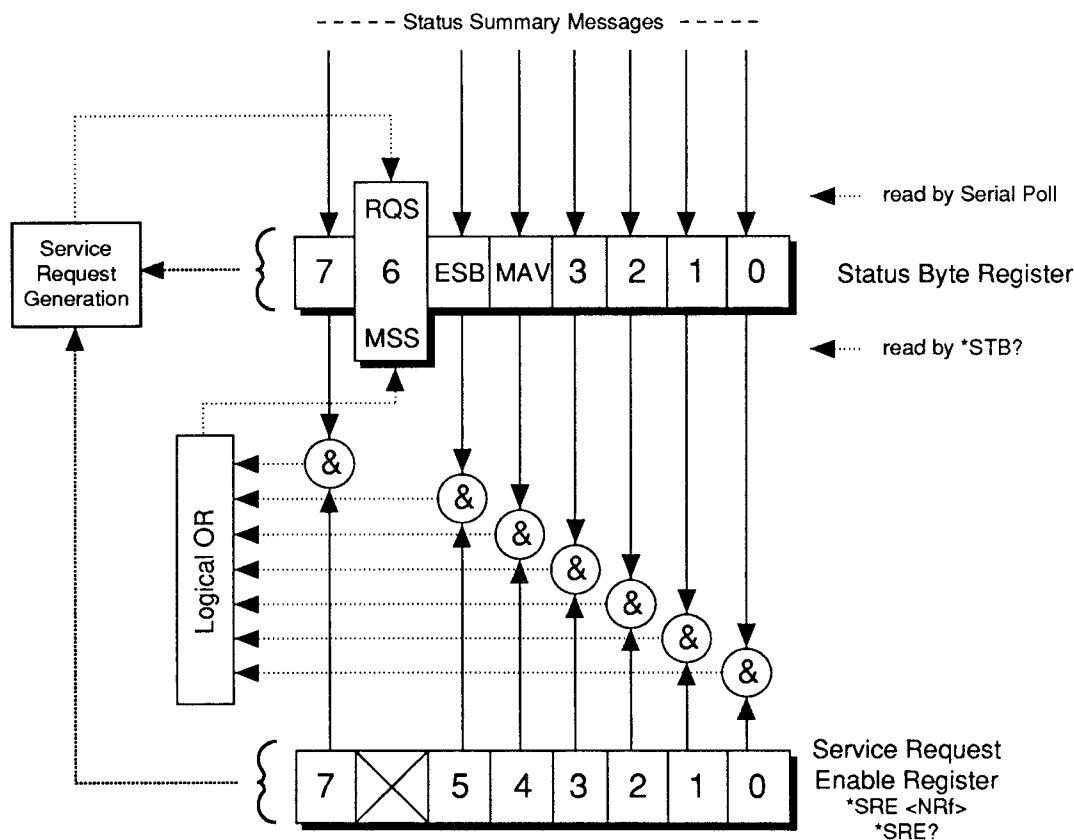 Status Summary Messages
read by Serial Poll
RQS
Service
Request
Generation
7 6 ESB MAV 3 2 1 0
Status Byte Register
MSS
read by *STB?
&
&
&
&
&
&
&
Logical OR
7 5 4 3 2 1 0
Service Request
Enable Register
*SRE <NRf>
*SRE?